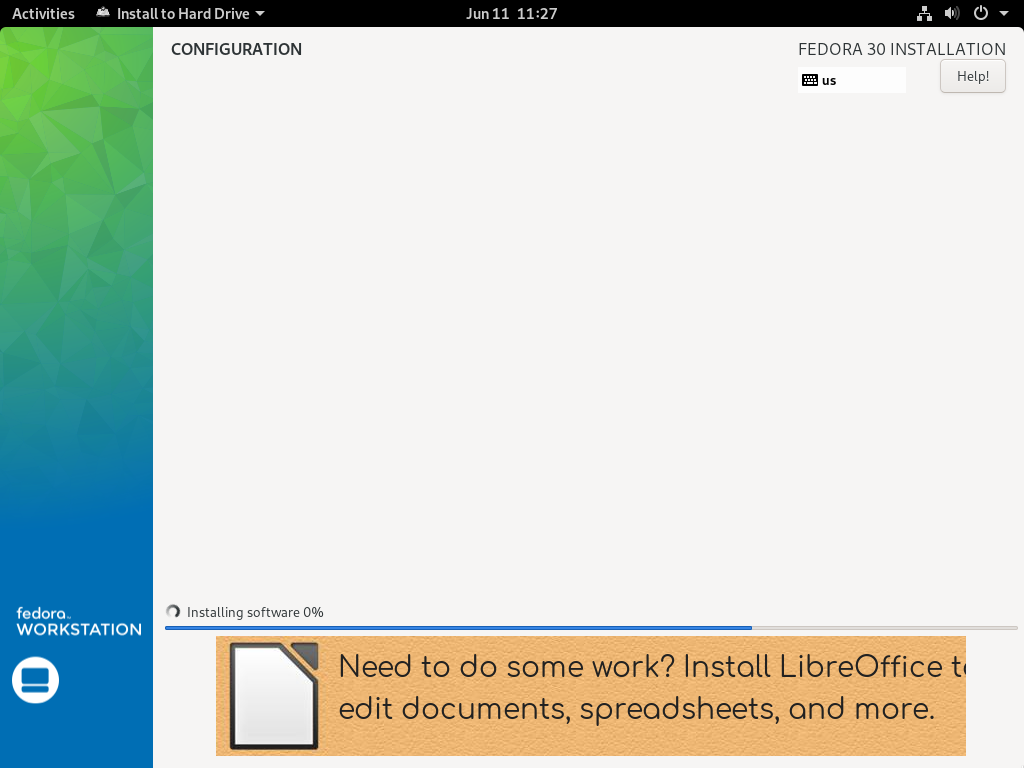 Activities Install to Hard Drive Jun 11 11:27
CONFIGURATION
FEDORA 30 INSTALLATION
us
Help!
fedora
WORKSTATION
Installing software 0%
Need to do some work? Install LibreOffice to
edit documents, spreadsheets, and more.